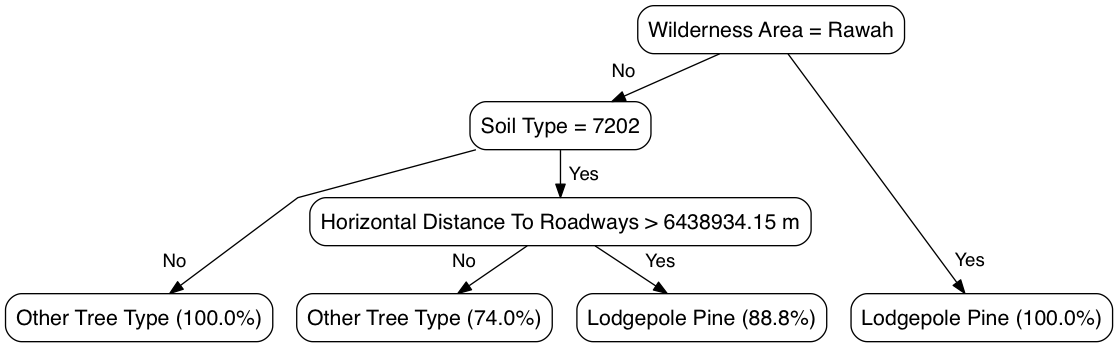 Wilderness Area = Rawah
No
Soil Type = 7202
Yes
Horizontal Distance To Roadways > 6438934.15 m
No
No
Yes
Yes
Other Tree Type (100.0%)
Other Tree Type (74.0%)
Lodgepole Pine (88.8%)
Lodgepole Pine (100.0%)